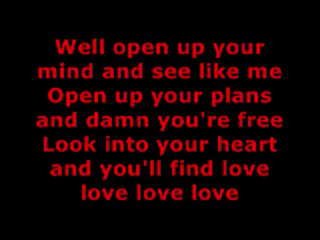 Well open up your
mind and see like me
Open up your plans
and damn you're free
Look into your heart
and you'll find love
love love love